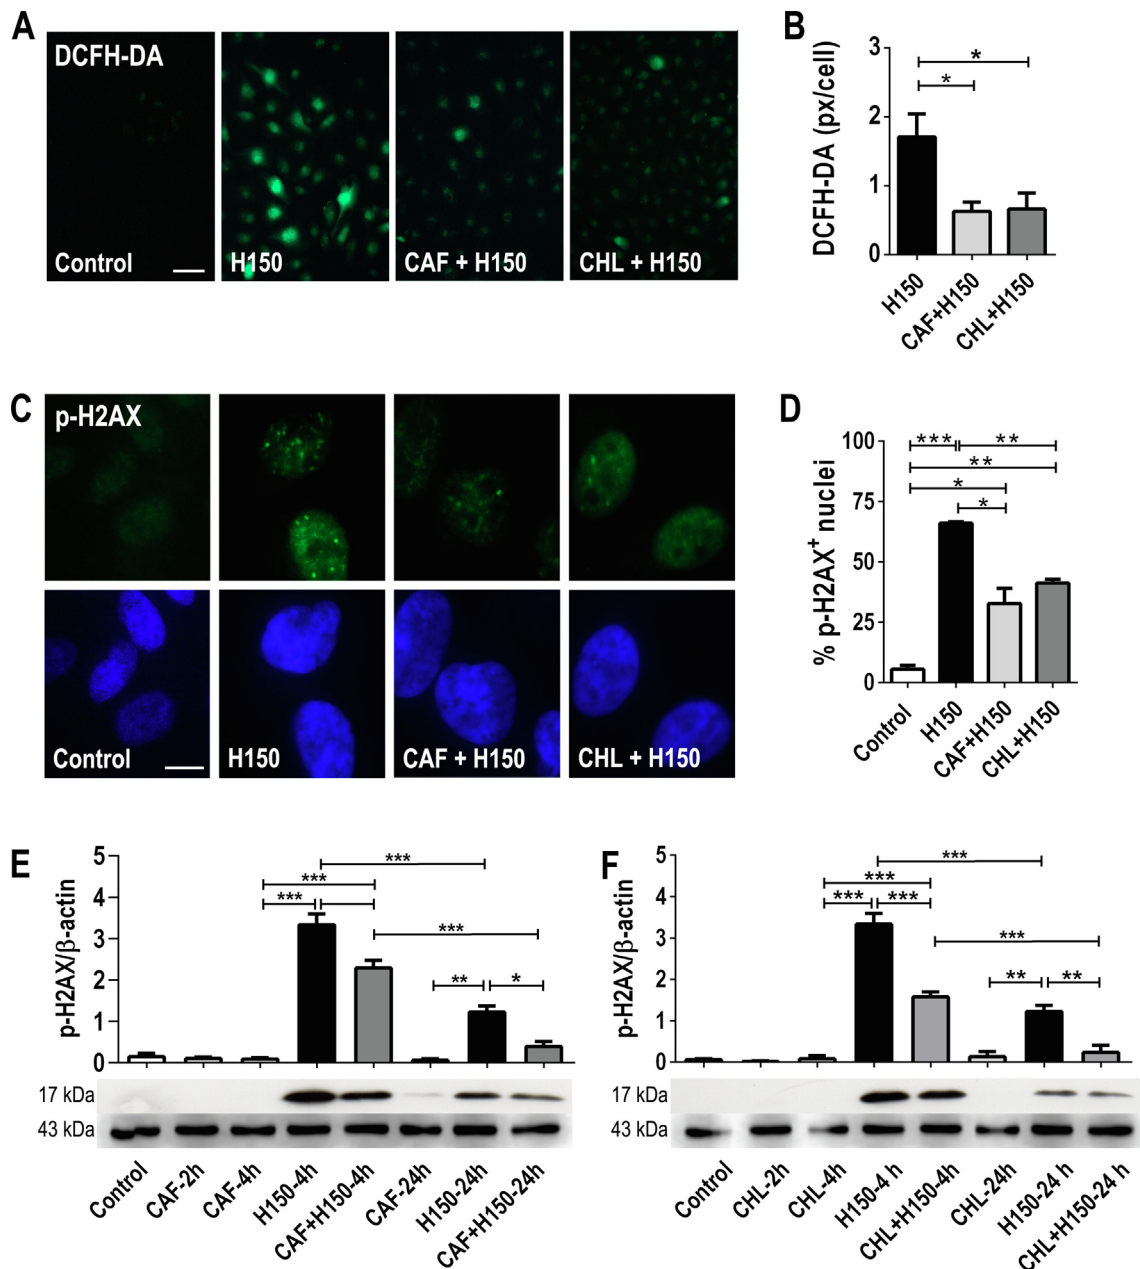 A
DCFH-DA
Control
H150
CAF + H150
CHL + H150
B
DCFH-DA (px/cell)
3
2
1
0
*
*
H150
CAF+H150
CHL+H150
C
p-H2AX
Control
H150
CAF + H150
CHL + H150
D
% p-H2AX+ nuclei
100
75
50
25
0
*** **
**
*
*
Control
H150
CAF+H150
CHL+H150
E
p-H2AX/β-actin
5
4
3
2
1
0
***
***
***
***
** *
17 kDa
43 kDa
Control
CAF-2h
CAF-4h
H150-4h
CAF+H150-4h
CAF-24h
H150-24h
CAF+H150-24h
F
p-H2AX/β-actin
5
4
3
2
1
0
***
***
*** ***
***
** **
17 kDa
43 kDa
Control
CHL-2h
CHL-4h
H150-4 h
CHL+H150-4h
CHL-24h
H150-24 h
CHL+H150-24 h